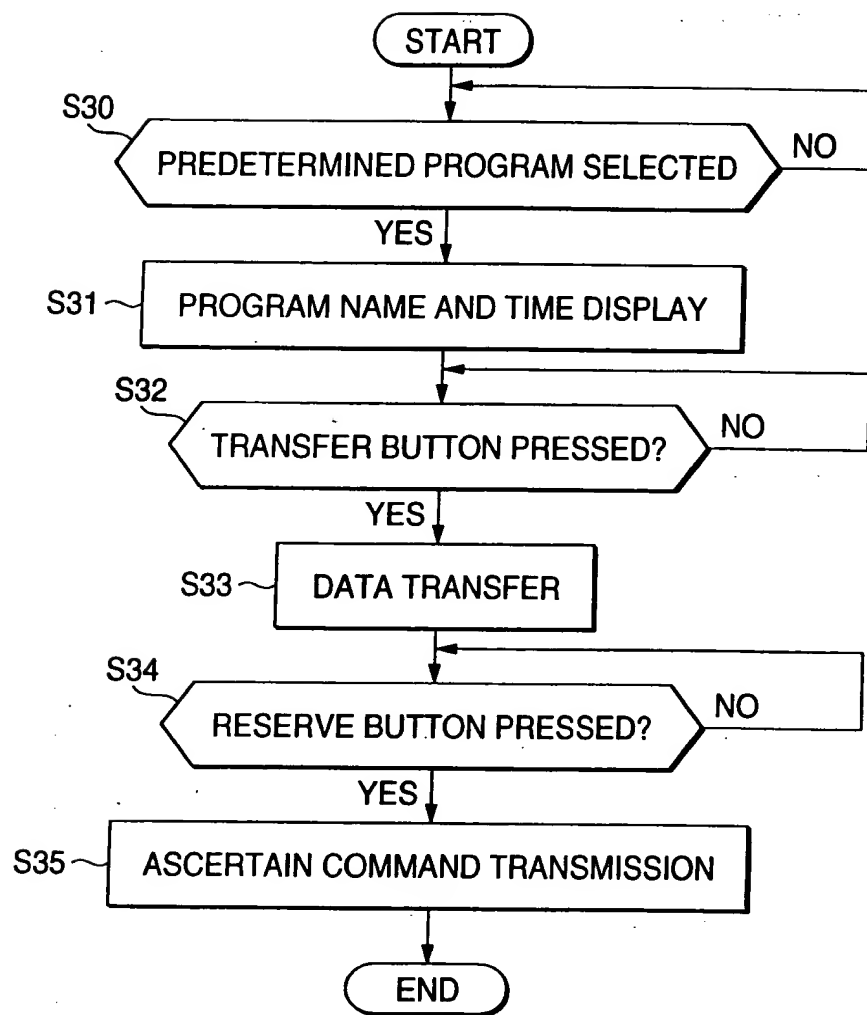 START
S30
PREDETERMINED PROGRAM SELECTED
NO
YES
S31
PROGRAM NAME AND TIME DISPLAY
S32
TRANSFER BUTTON PRESSED?
NO
YES
S33
DATA TRANSFER
S34
RESERVE BUTTON PRESSED?
NO
YES
S35
ASCERTAIN COMMAND TRANSMISSION
END